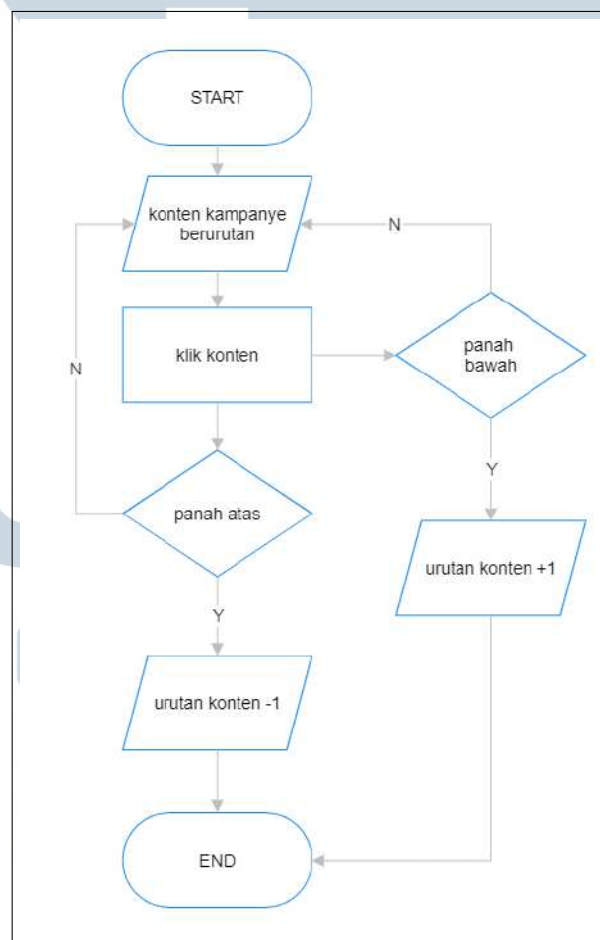 START
konten kampanye
berurutan
N
klik konten
panah
bawah
N
Y
panah atas
urutan konten +1
Y
urutan konten -1
END